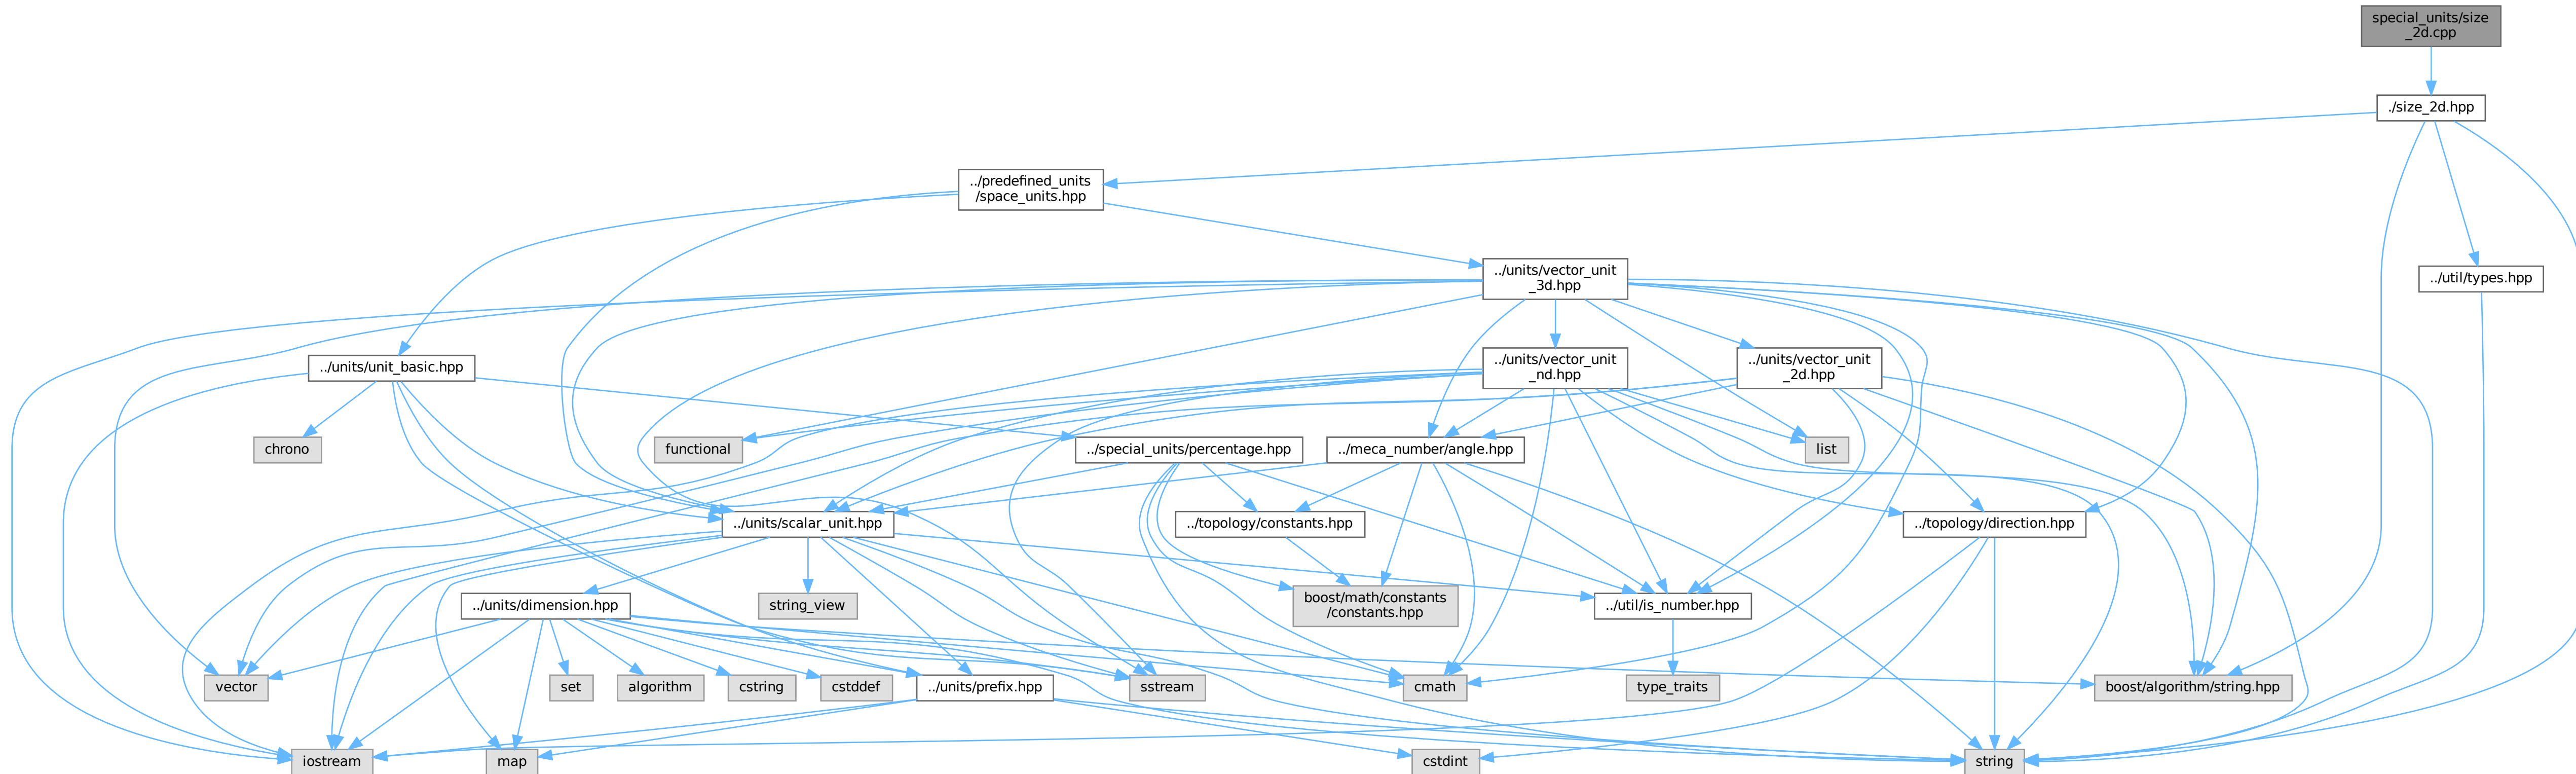 special_units/size
_2d.cpp
./size_2d.hpp
../predefined_units
/space_units.hpp
../units/vector_unit
_3d.hpp
../util/types.hpp
../units/unit_basic.hpp
../units/vector_unit
_nd.hpp
../units/vector_unit
_2d.hpp
chrono
functional
../special_units/percentage.hpp
../meca_number/angle.hpp
list
../units/scalar_unit.hpp
../topology/constants.hpp
../topology/direction.hpp
../units/dimension.hpp
string_view
boost/math/constants
/constants.hpp
../util/is_number.hpp
vector
set
algorithm
cstring
cstddef
../units/prefix.hpp
sstream
cmath
type_traits
boost/algorithm/string.hpp
iostream
map
cstdint
string